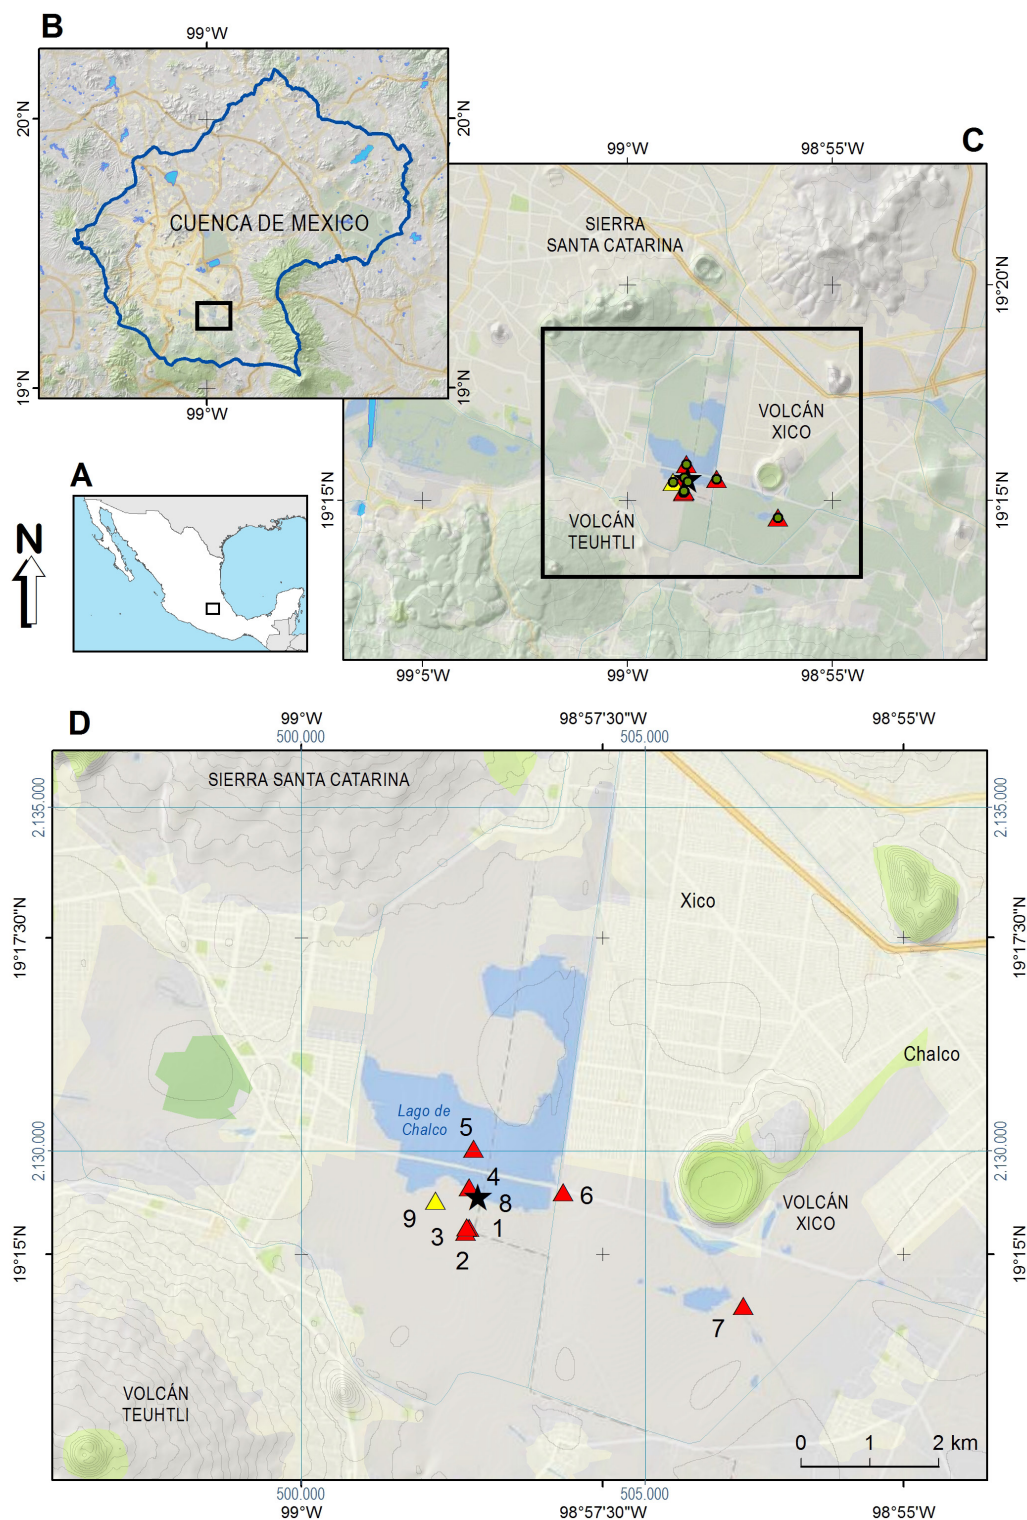 B
99°W
20°N
20°N
CUENCA DE MEXICO
19°N
19°N
99°W
C
99°W
98°55'W
SIERRA
SANTA CATARINA
19°20'N
VOLCÁN
XICO
19°15'N
19°15'N
VOLCÁN
TEUHTLI
99°5'W
99°W
98°55'W
A
N
D
99°W
98°57'30"W
98°55'W
500.000
505.000
SIERRA SANTA CATARINA
2.135.000
2.135.000
Xico
19°17'30"N
19°17'30"N
Chalco
Lago de
Chalco
5
2.130.000
2.130.000
4
6
8
9
VOLCÁN
XICO
1
3
2
19°15'N
19°15'N
7
VOLCÁN
TEUHTLI
0
1
2 km
500.000
505.000
99°W
98°57'30"W
98°55'W